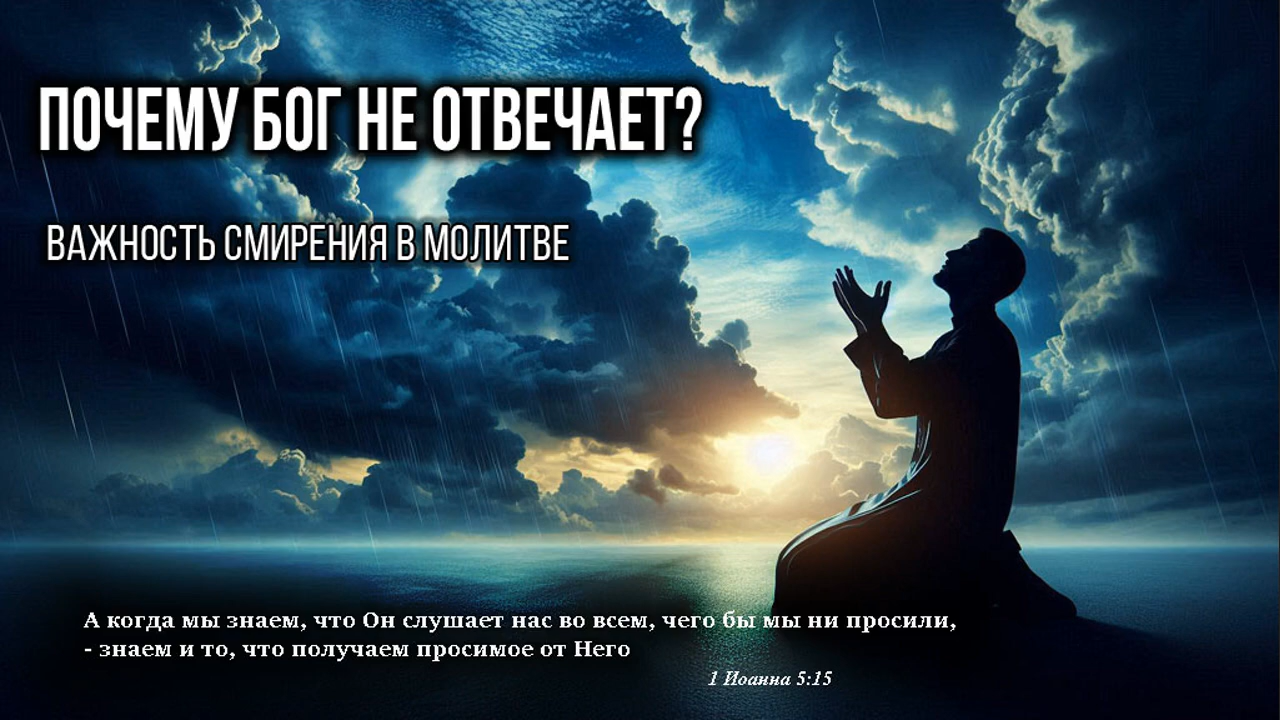 ПОЧЕМУ БОГ НЕ ОТВЕЧАЕТ?
ВАЖНОСТЬ СМИРЕНИЯ В МОЛИТВЕ
А когда мы знаем, что Он слушает нас во всем, чего бы мы ни просили,
- знаем и то, что получаем просимое от Него
1 Иоанна 5:15